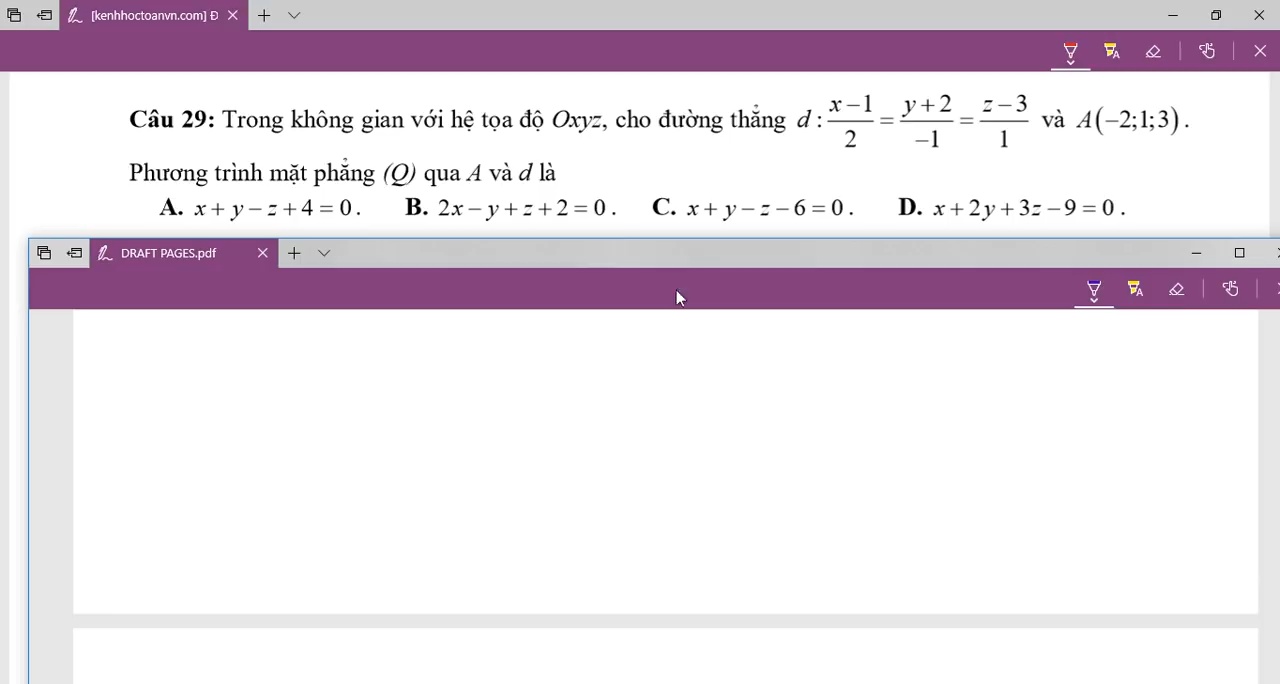 [kenhhoctoanvn.com] Đ
Câu 29: Trong không gian với hệ tọa độ Oxyz, cho đường thẳng d : (x−1)/2 = (y+2)/−1 = (z−3)/1 và A(−2;1;3).
Phương trình mặt phẳng (Q) qua A và d là
A. x + y − z + 4 = 0. B. 2x − y + z + 2 = 0. C. x + y − z − 6 = 0. D. x + 2y + 3z − 9 = 0.
DRAFT PAGES.pdf